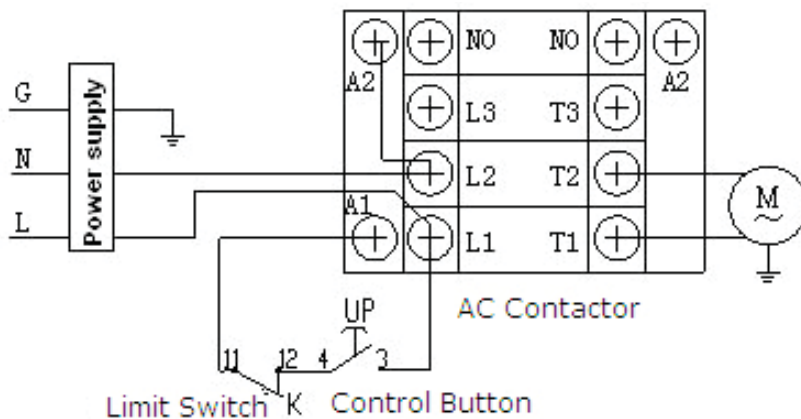 NO NO
A2 A2
G
L3 T3
Power supply
N
L2 T2
M
A1
L
L1 T1
AC Contactor
UP
11 12 4 3
Limit Switch K Control Button